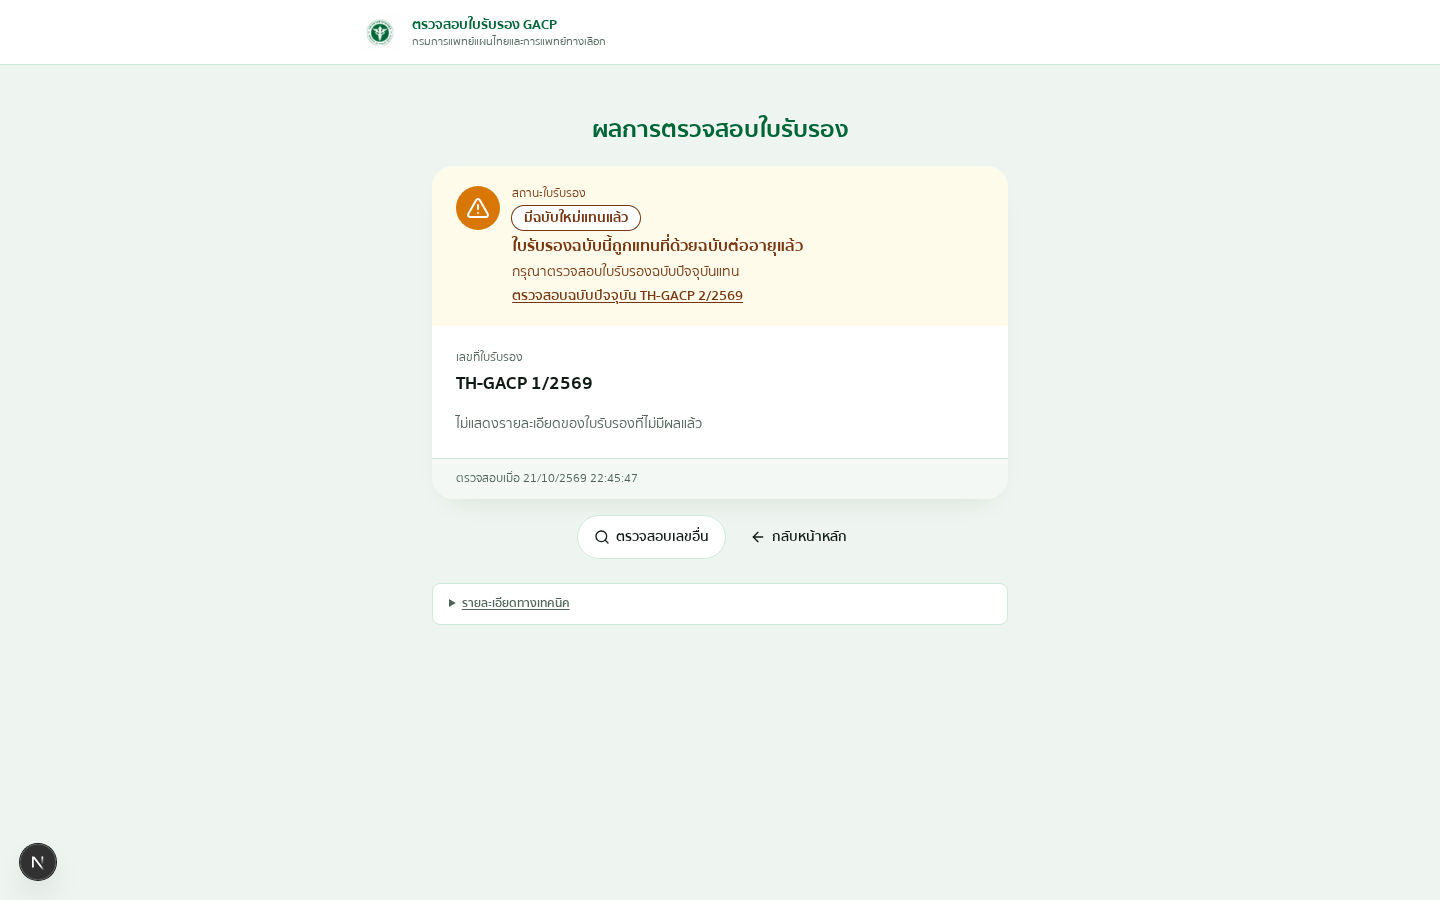 ตรวจสอบใบรับรอง GACP
กรมการแพทย์แผนไทยและการแพทย์ทางเลือก
ผลการตรวจสอบใบรับรอง
สถานะใบรับรอง
มีฉบับใหม่แทนแล้ว
ใบรับรองฉบับนี้ถูกแทนที่ด้วยฉบับต่ออายุแล้ว
กรุณาตรวจสอบใบรับรองฉบับปัจจุบันแทน
ตรวจสอบฉบับปัจจุบัน TH-GACP 2/2569
เลขที่ใบรับรอง
TH-GACP 1/2569
ไม่แสดงรายละเอียดของใบรับรองที่ไม่มีผลแล้ว
ตรวจสอบเมื่อ 21/10/2569 22:45:47
ตรวจสอบเลขอื่น
กลับหน้าหลัก
รายละเอียดทางเทคนิค